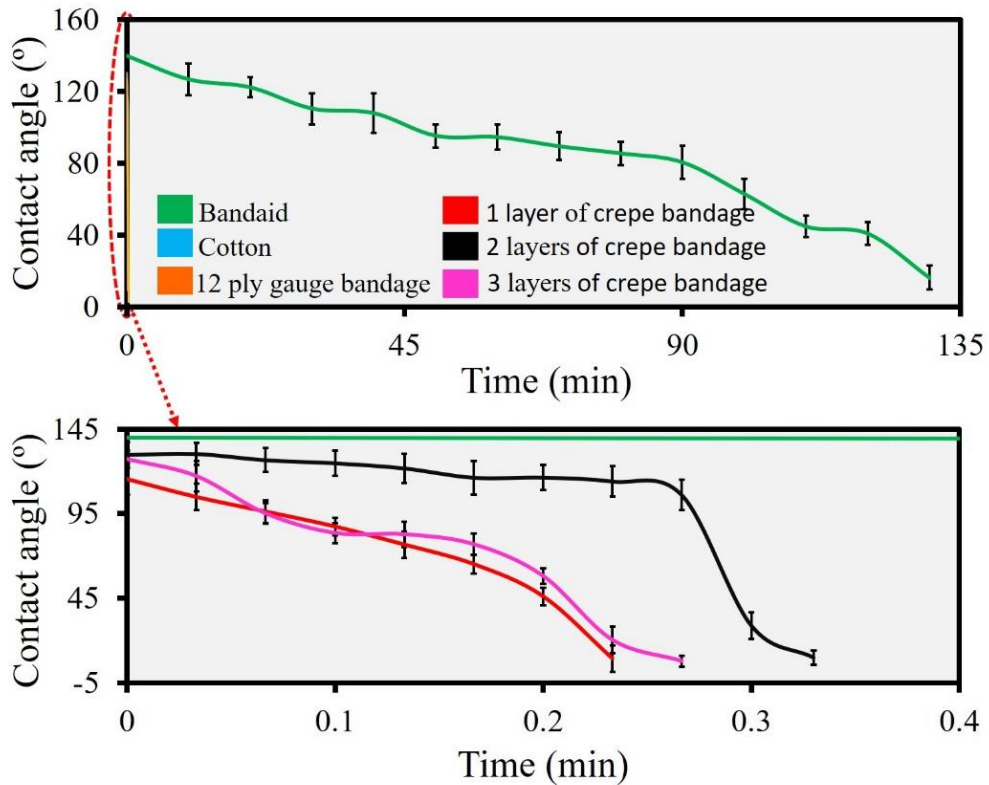 160
120
80
40
0
Contact angle (º)
Bandaid
Cotton
12 ply gauge bandage
1 layer of crepe bandage
2 layers of crepe bandage
3 layers of crepe bandage
0 45 90 135
Time (min)
145
95
45
-5
Contact angle (º)
0 0.1 0.2 0.3 0.4
Time (min)